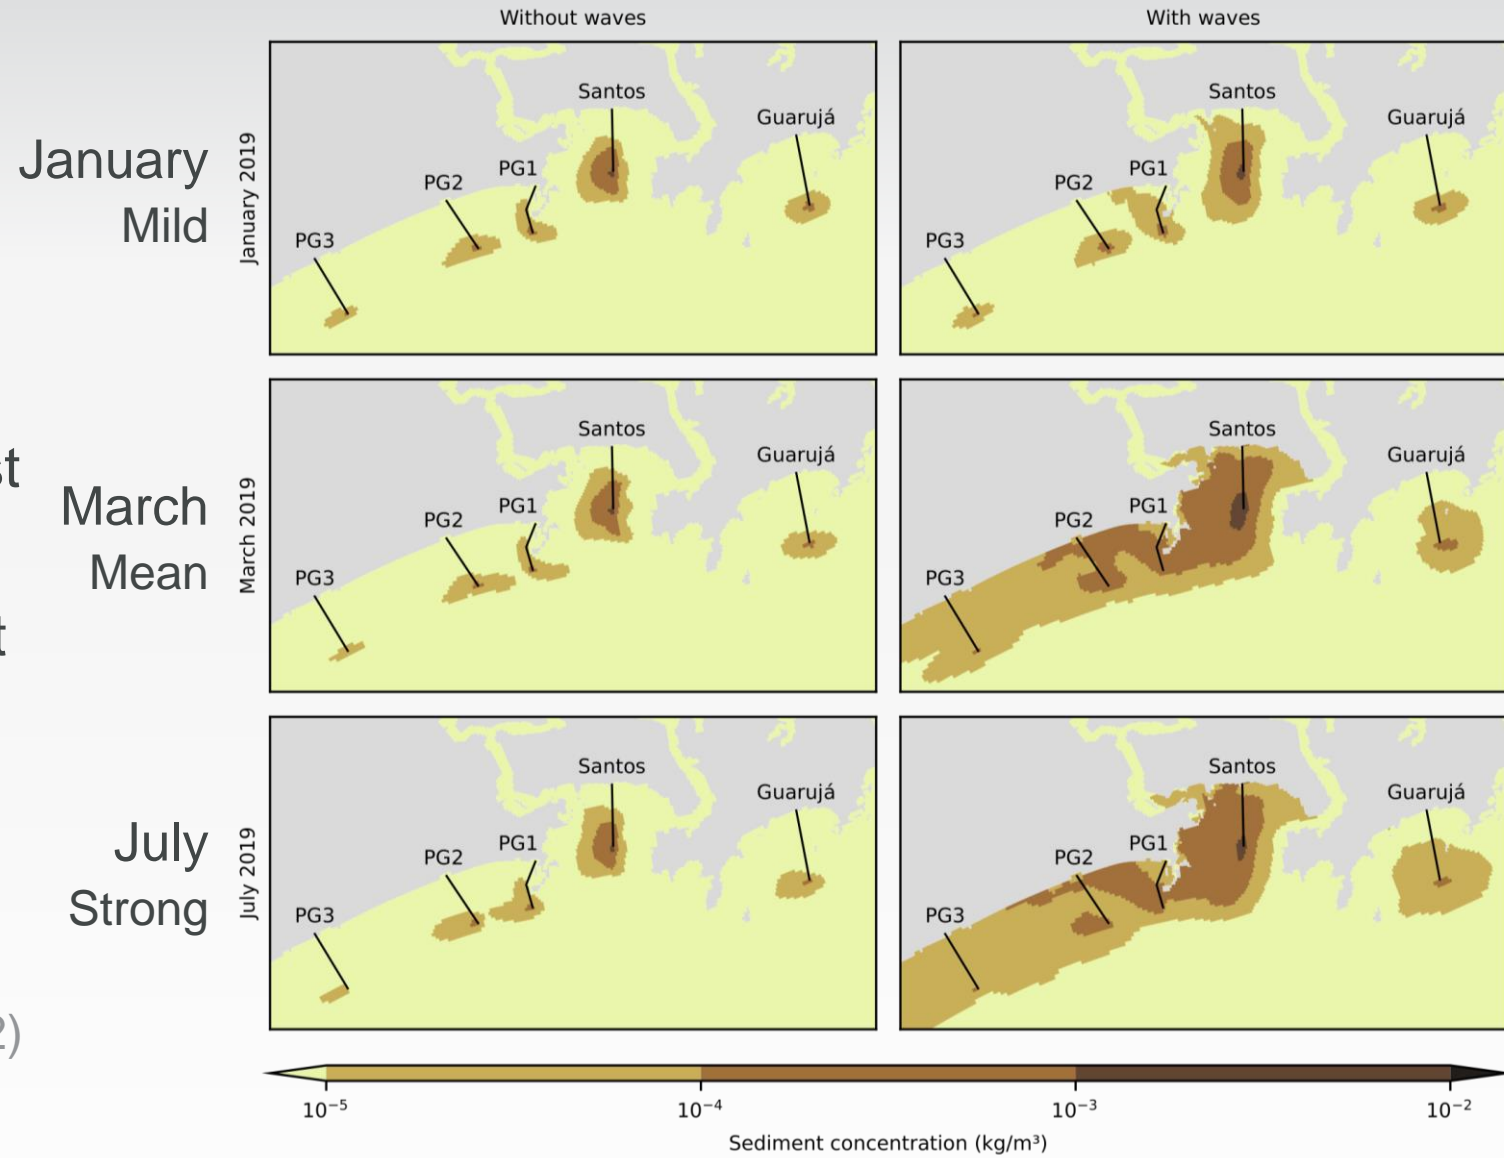 Without waves
With waves
January
Mild
January 2019
Santos
Guarujá
PG1
PG2
PG3
Santos
Guarujá
PG1
PG2
PG3
st
March
Mean
t
March 2019
Santos
Guarujá
PG1
PG2
PG3
Santos
Guarujá
PG1
PG2
PG3
July
Strong
2)
July 2019
Santos
Guarujá
PG1
PG2
PG3
Santos
Guarujá
PG1
PG2
PG3
10⁻⁵
10⁻⁴
10⁻³
10⁻²
Sediment concentration (kg/m³)